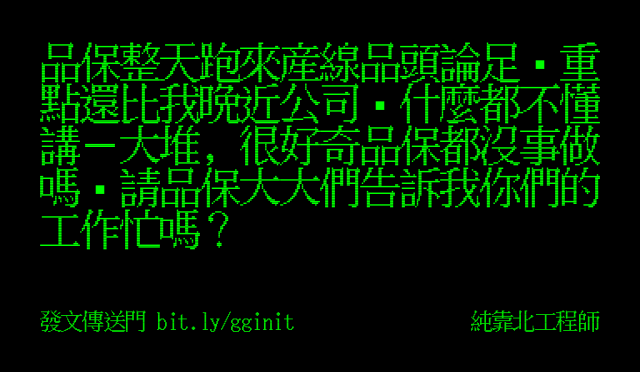 品保整天跑來產線品頭論足▪重
點還比我晚近公司▪什麼都不懂
講一大堆，很好奇品保都沒事做
嗎▪請品保大大們告訴我你們的
工作忙嗎？
發文傳送門 bit.ly/gginit
純靠北工程師